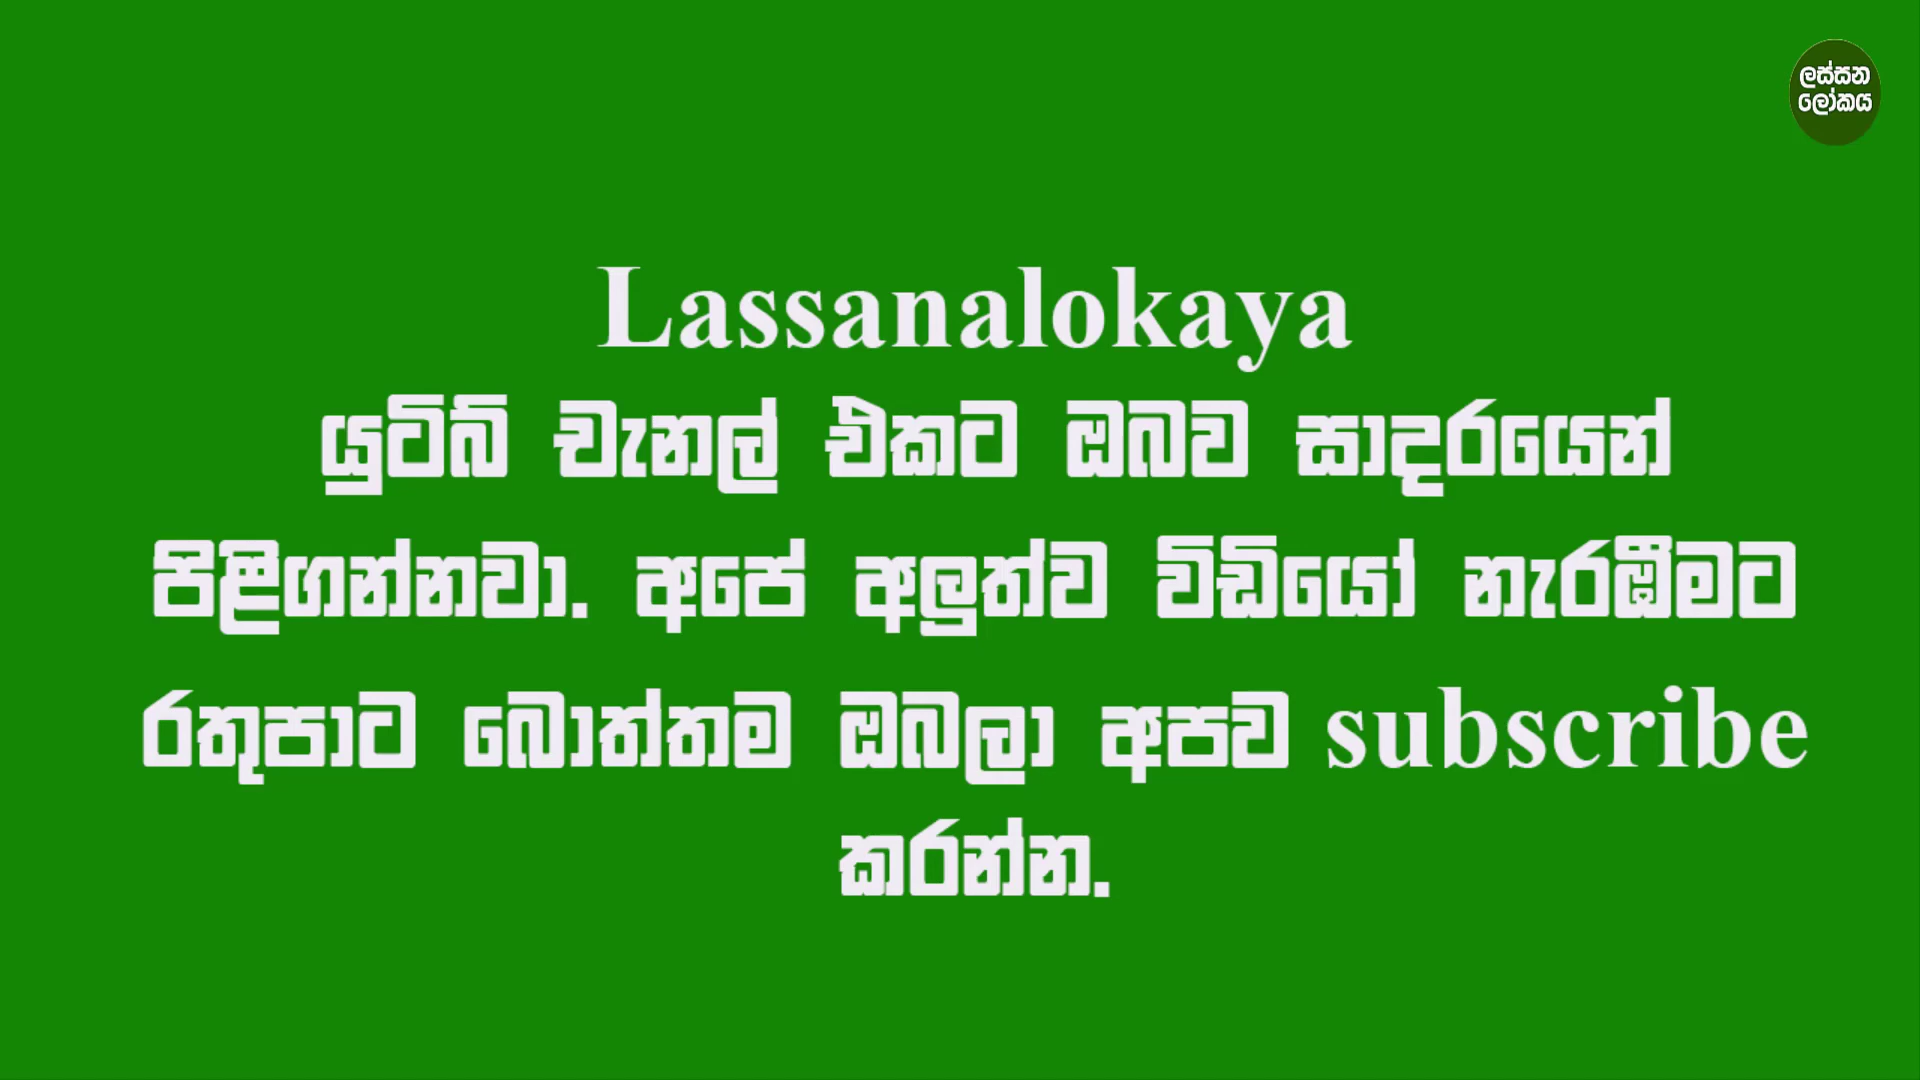 ලස්සන
ලෝකය
Lassanalokaya
යුටිබ් චැනල් එකට ඔබව සාදරයෙන්
පිළිගන්නවා. අපේ අලුත්ව විඩියෝ නැරඹීමට
රතුපාට බොත්තම ඔබලා අපව subscribe
කරන්න.